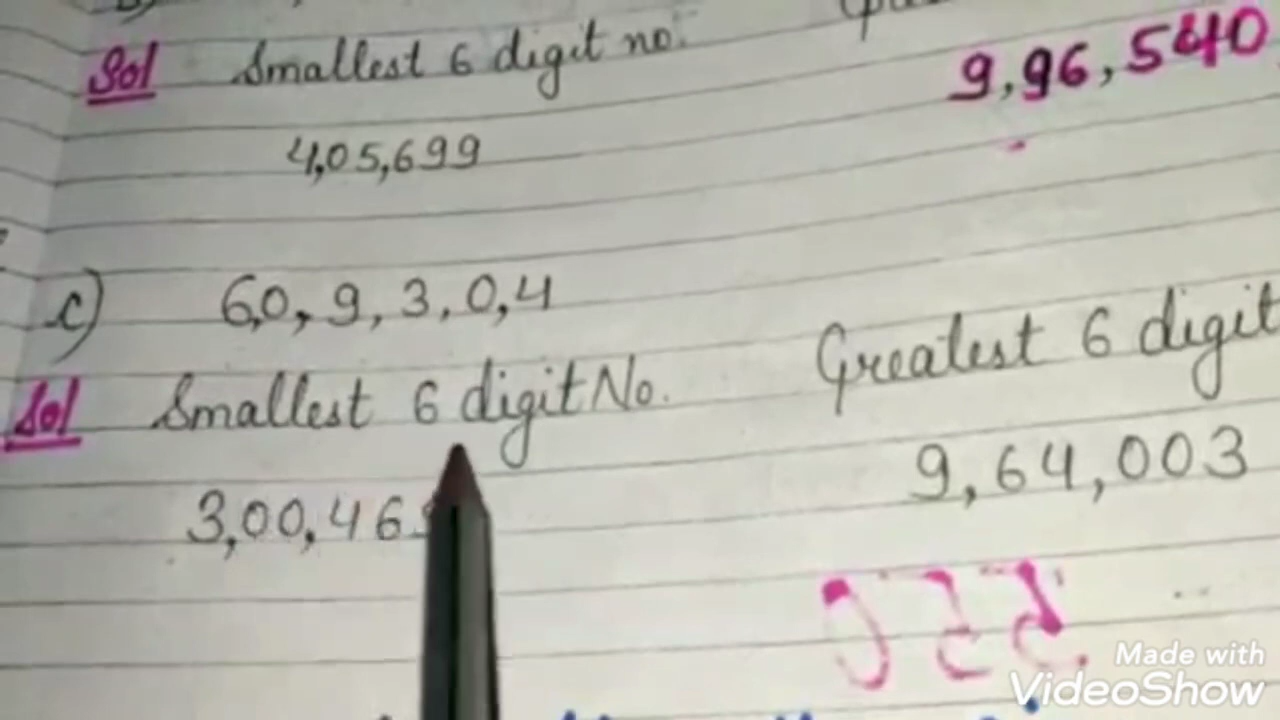 Sol Smallest 6 digit no.
9,96,540
4,05,699
c) 6,0,9,3,0,4
Sol Smallest 6 digit No. Greatest 6 digit
3,00,46 9,64,003
Made with
VideoShow